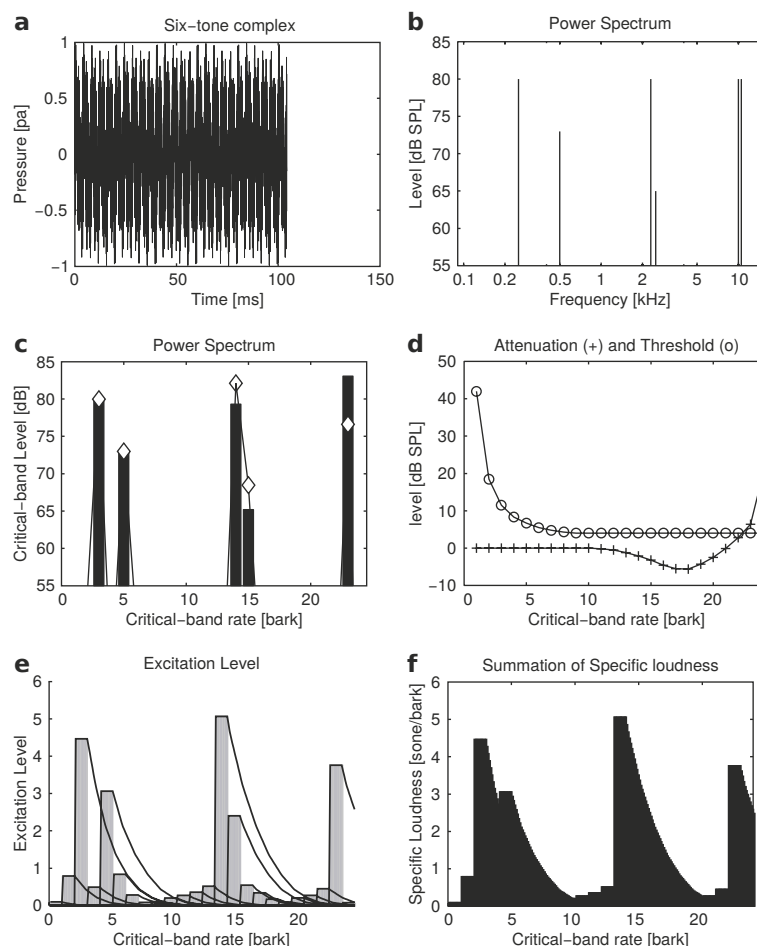 a
Six−tone complex
1
0.5
0
−0.5
−1
Pressure [pa]
0 50 100 150
Time [ms]
b
Power Spectrum
85
80
75
70
65
60
55
Level [dB SPL]
0.1 0.2 0.5 1 2 5 10
Frequency [kHz]
c
Power Spectrum
85
80
75
70
65
60
55
Critical−band Level [dB]
0 5 10 15 20
Critical−band rate [bark]
d
Attenuation (+) and Threshold (o)
50
40
30
20
10
0
−10
level [dB SPL]
0 5 10 15 20
Critical−band rate [bark]
e
Excitation Level
6
5
4
3
2
1
0
Excitation Level
0 5 10 15 20
Critical−band rate [bark]
f
Summation of Specific loudness
6
5
4
3
2
1
0
Specific Loudness [sone/bark]
0 5 10 15 20
Critical−band rate [bark]